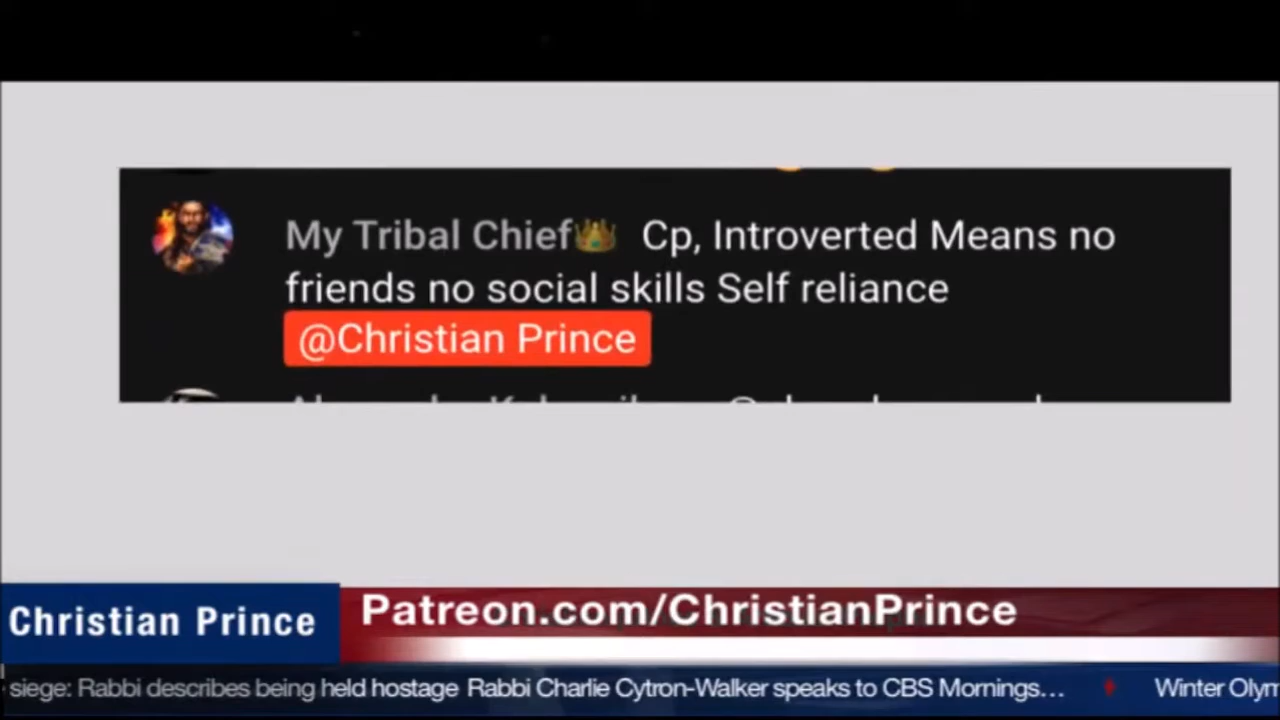 My Tribal Chief👑 Cp, Introverted Means no
friends no social skills Self reliance
@Christian Prince
Christian Prince
Patreon.com/ChristianPrince
siege: Rabbi describes being held hostage Rabbi Charlie Cytron-Walker speaks to CBS Mornings... Winter Olym